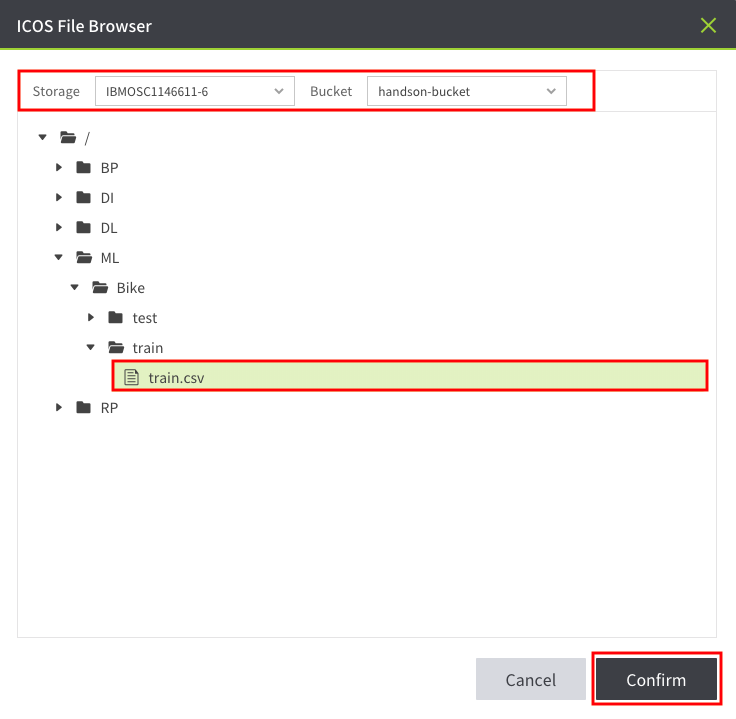 ICOS File Browser
Storage IBMOSC1146611-6 Bucket handson-bucket
/
BP
DI
DL
ML
Bike
test
train
train.csv
RP
Cancel Confirm